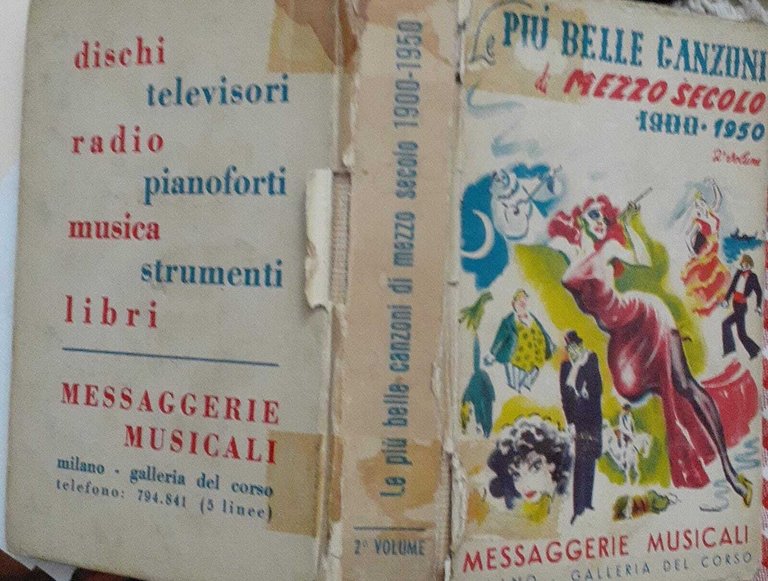 dischi
televisori
radio
pianoforti
musica
strumenti
libri
MESSAGGERIE
MUSICALI
milano - galleria del corso
telefono: 794.841 (5 linee)
Le più belle canzoni di mezzo secolo 1900-1950
2° VOLUME
Le PIÚ BELLE CANZONI
di MEZZO SECOLO
1900-1950
2° volume
MESSAGGERIE MUSICALI
GALLERIA DEL CORSO